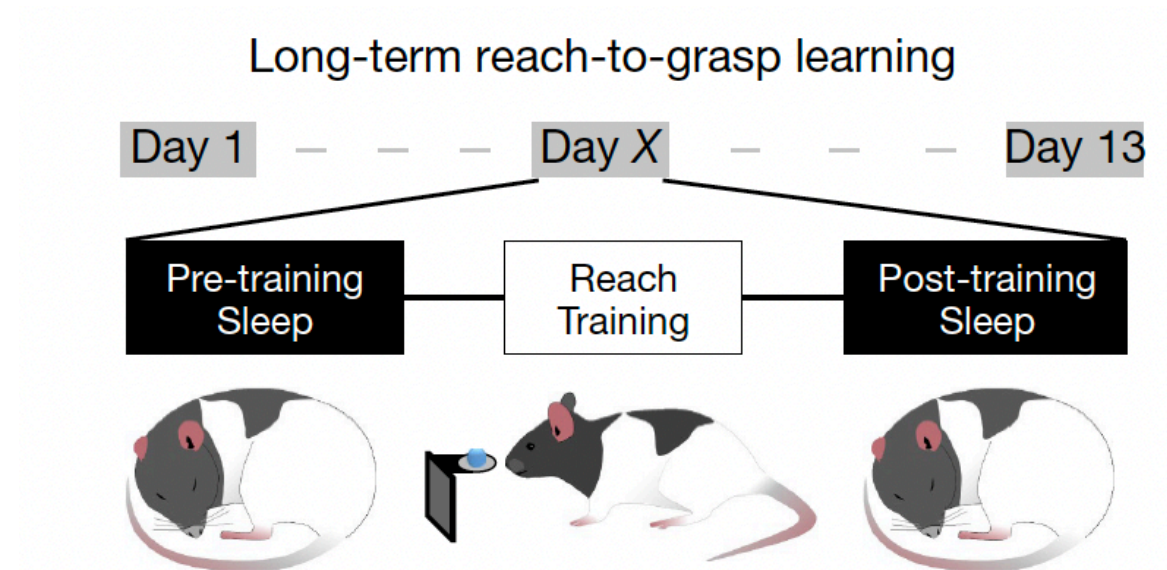 Long-term reach-to-grasp learning
Day 1
Day X
Day 13
Pre-training
Sleep
Reach
Training
Post-training
Sleep